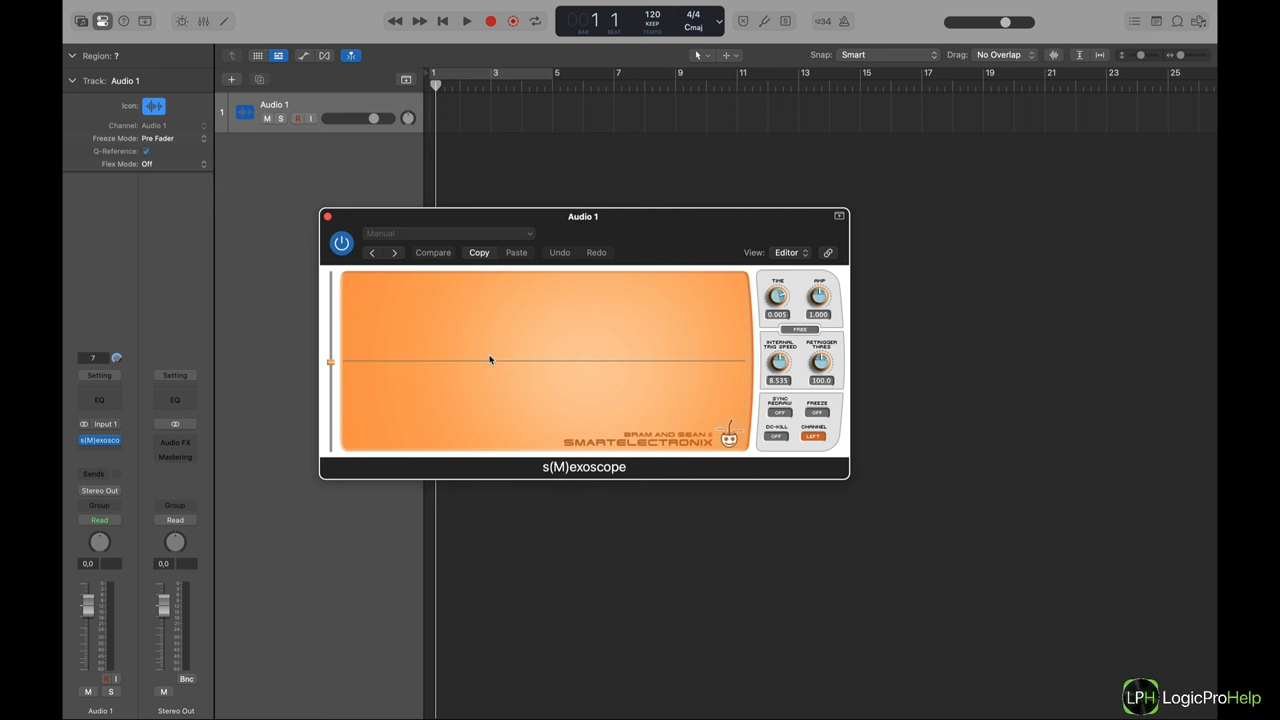 1 1
BAR
BEAT
120
KEEP
TEMPO
4/4
Cmaj
Region: ?
Track: Audio 1
Icon:
Channel: Audio 1
Freeze Mode: Pre Fader
Q-Reference:
Flex Mode: Off
Snap: Smart
Drag: No Overlap
1 3 5 7 9 11 13 15 17 19 21 23 25
1
Audio 1
M S R I
Audio 1
Manual
Compare Copy Paste Undo Redo
View: Editor
TIME AMP
0.005 1.000
FREE
INTERNAL TRIG SPEED
RETRIGGER THRES
8.535 100.0
SYNC REDRAW
FREEZE
OFF OFF
DC-KILL CHANNEL
OFF LEFT
BRAM AND SEAN @
SMARTELECTRONIX
s(M)exoscope
7
Setting Setting
EQ EQ
Input 1
s(M)exosco
Audio FX
Mastering
Sends
Stereo Out
Group Group
Read Read
0,0 0,0
R I
Bnc
M S M
Audio 1 Stereo Out
LPH LogicProHelp